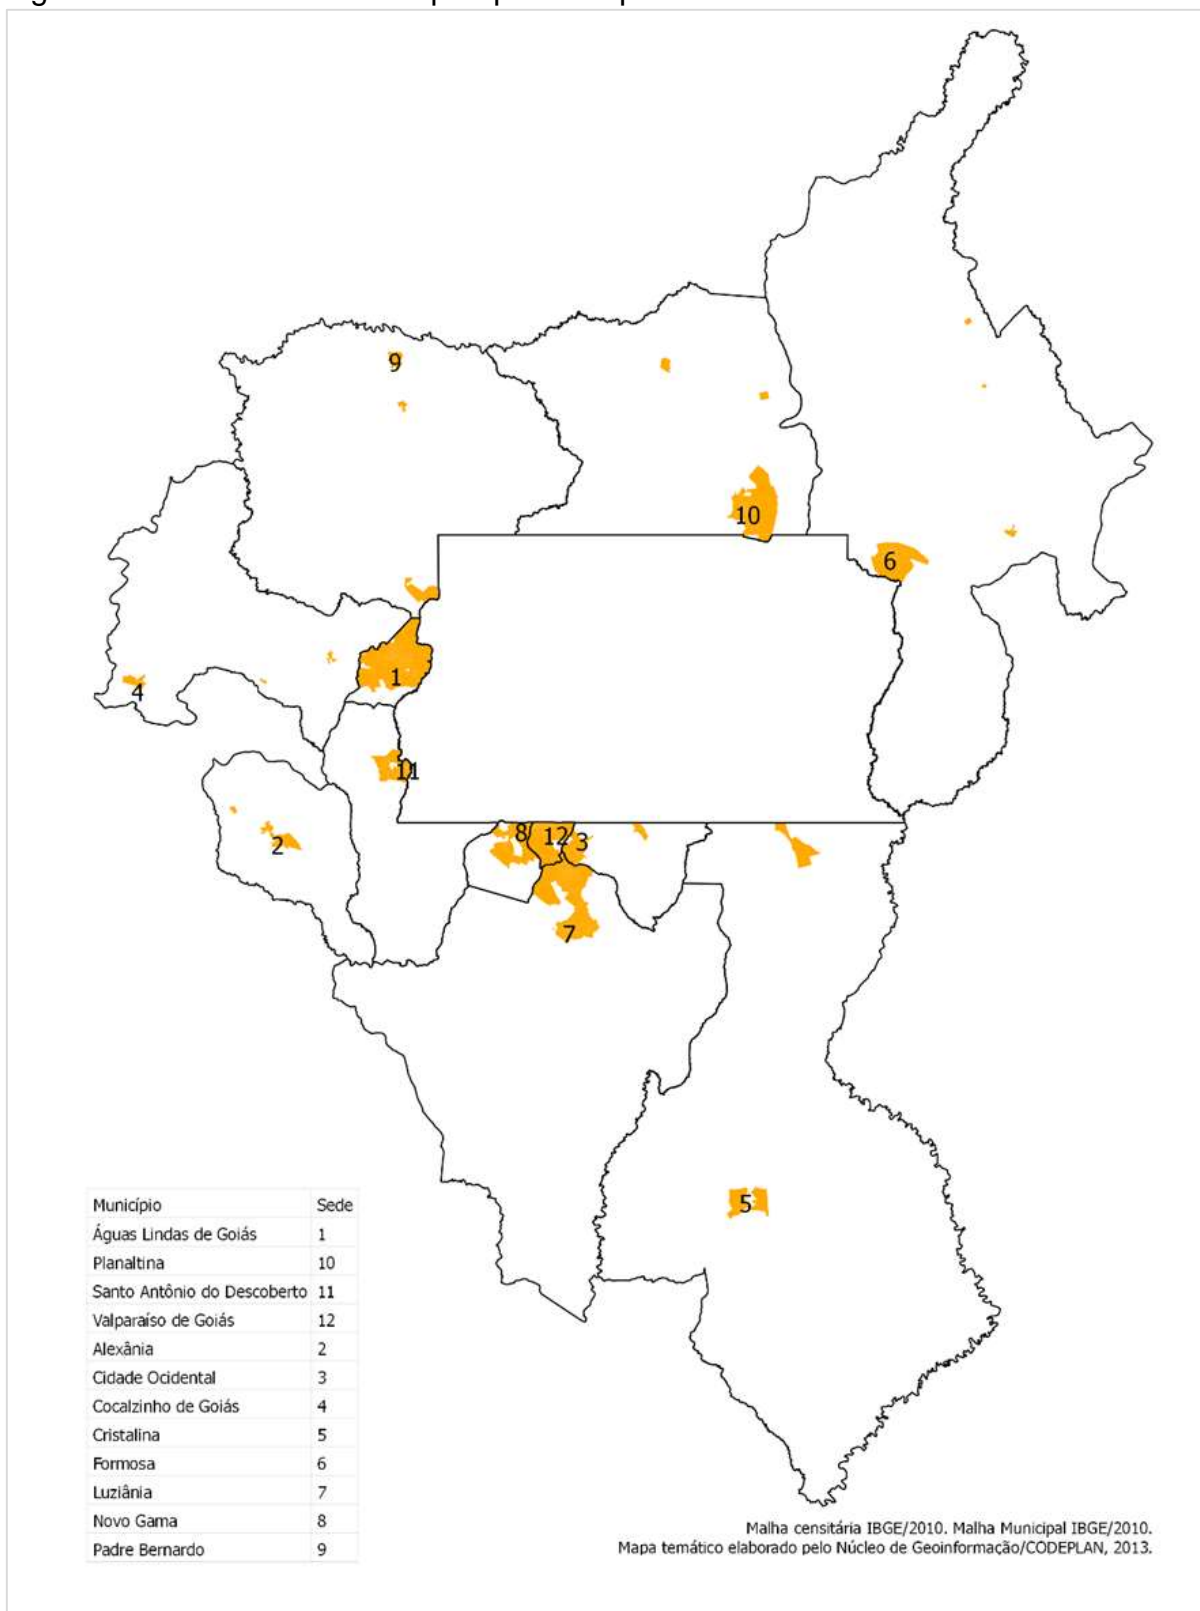 9
10
6
1
4
11
2
8
12
3
7
5
Município Sede
Águas Lindas de Goiás 1
Planaltina 10
Santo Antônio do Descoberto 11
Valparaíso de Goiás 12
Alexânia 2
Cidade Ocidental 3
Cocalzinho de Goiás 4
Cristalina 5
Formosa 6
Luziânia 7
Novo Gama 8
Padre Bernardo 9
Malha censitária IBGE/2010. Malha Municipal IBGE/2010.
Mapa temático elaborado pelo Núcleo de Geoinformação/CODEPLAN, 2013.